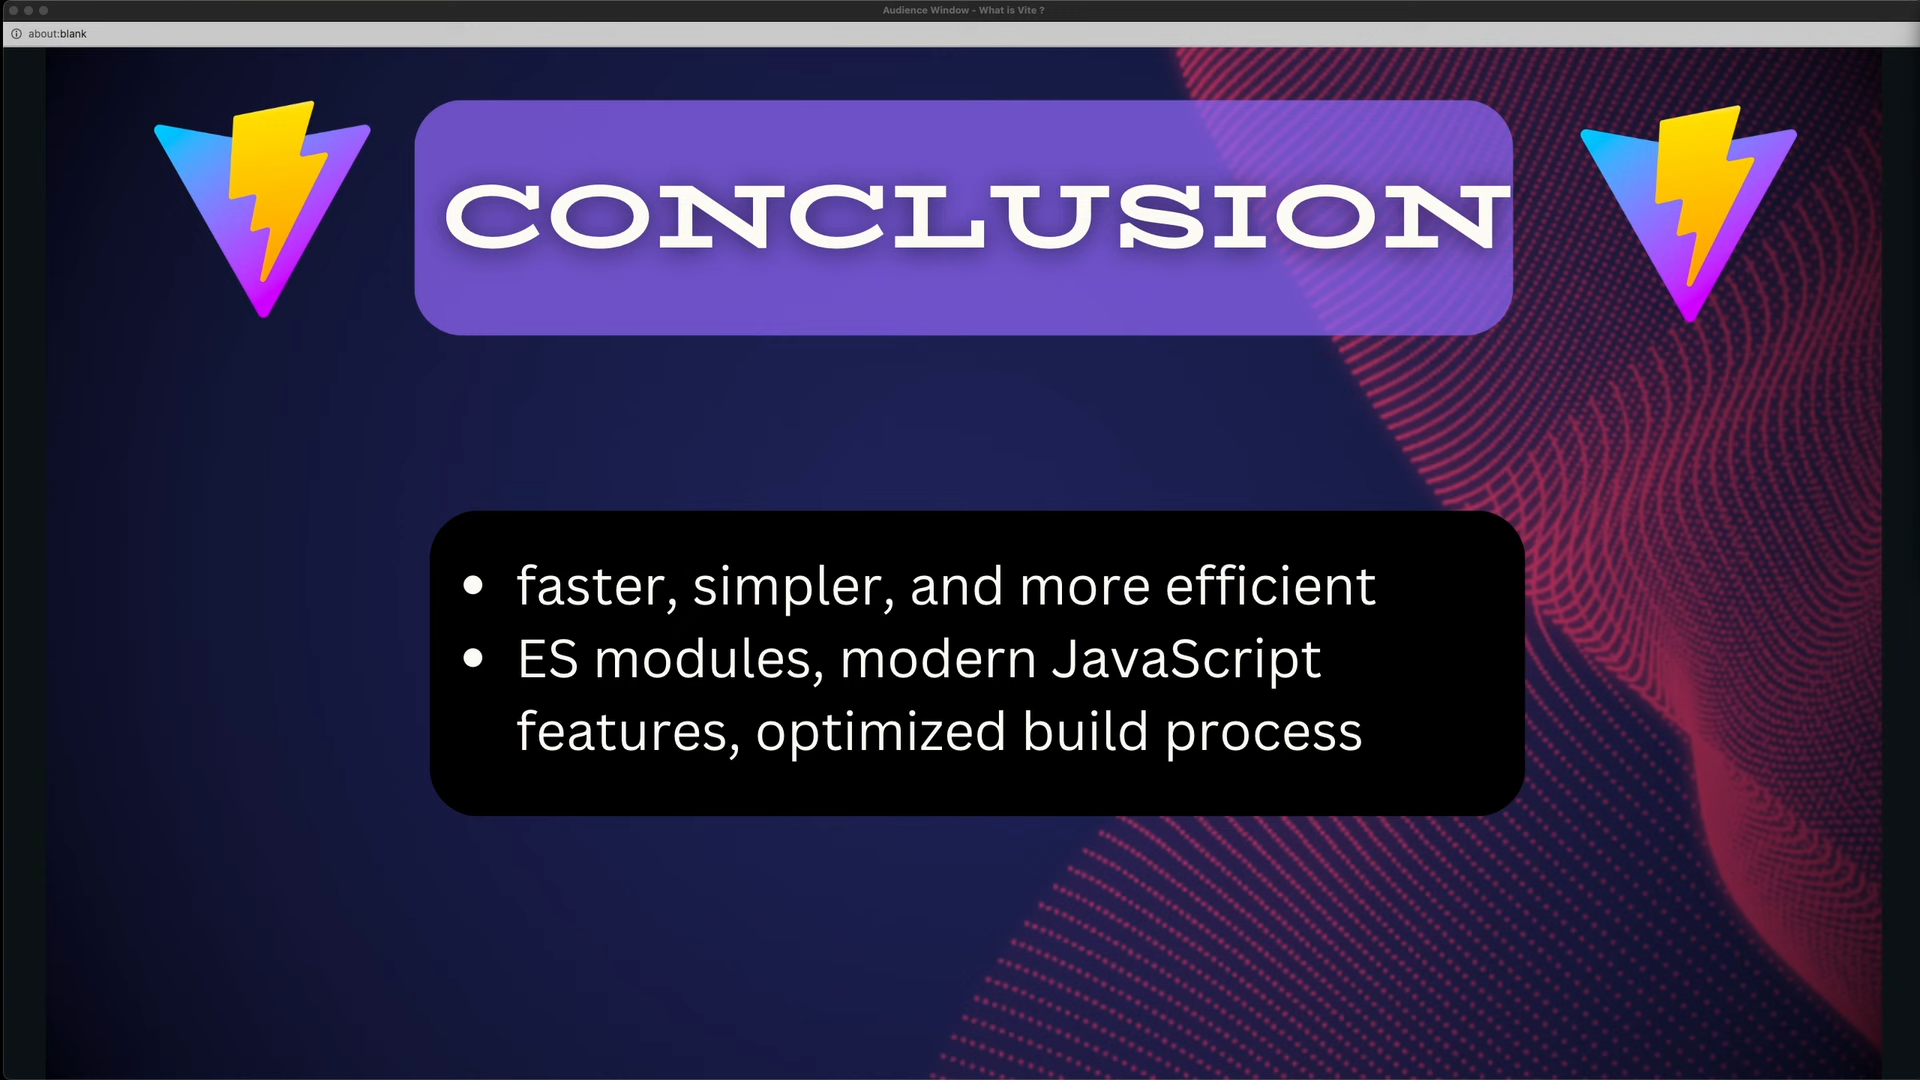 Audience Window - What is Vite ?
about:blank
CONCLUSION
• faster, simpler, and more efficient
• ES modules, modern JavaScript
features, optimized build process